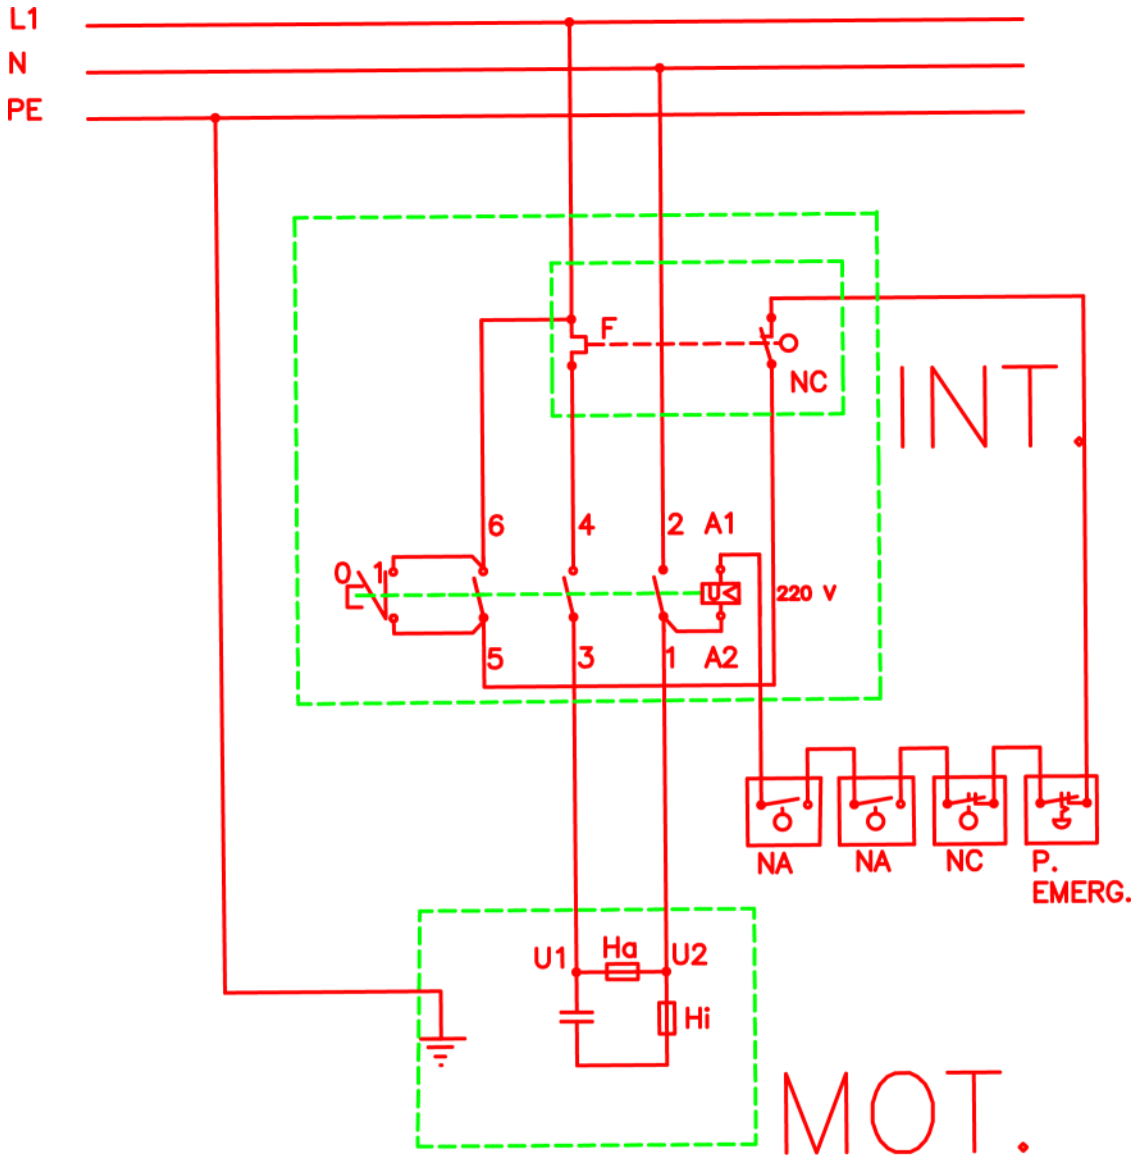 L1
N
PE
F
NC
INT.
6 4 2 A1
0 1
U<
220 V
5 3 1 A2
NA NA NC P.
EMERG.
U1 Ha U2
Hi
MOT.